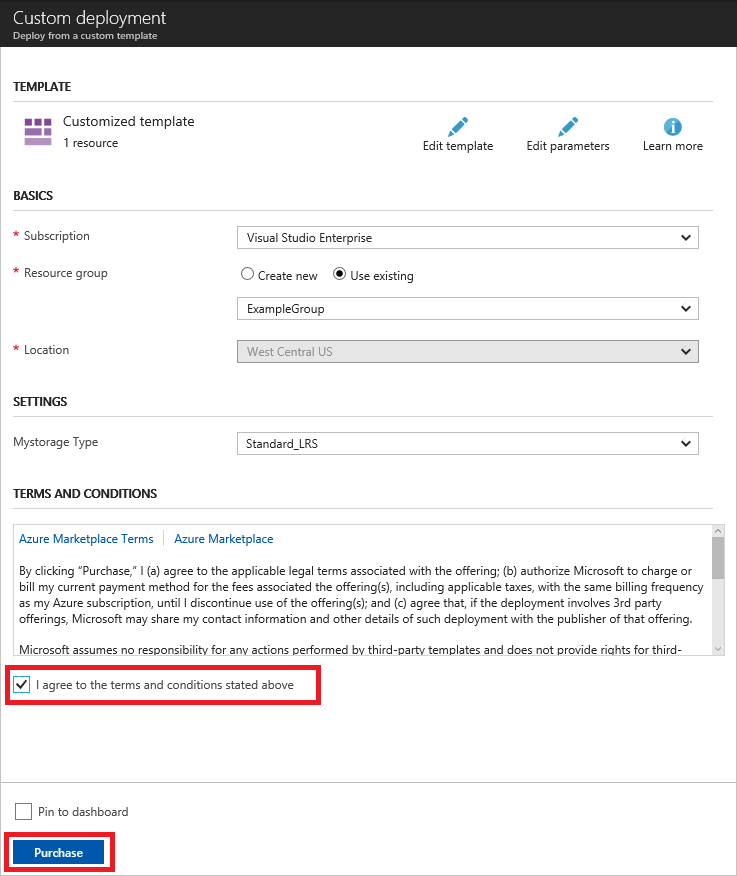 Custom deployment
Deploy from a custom template
TEMPLATE
Customized template
1 resource
Edit template
Edit parameters
Learn more
BASICS
* Subscription
Visual Studio Enterprise
* Resource group
Create new
Use existing
ExampleGroup
* Location
West Central US
SETTINGS
Mystorage Type
Standard_LRS
TERMS AND CONDITIONS
Azure Marketplace Terms
Azure Marketplace
By clicking “Purchase,” I (a) agree to the applicable legal terms associated with the offering; (b) authorize Microsoft to charge or
bill my current payment method for the fees associated the offering(s), including applicable taxes, with the same billing frequency
as my Azure subscription, until I discontinue use of the offering(s); and (c) agree that, if the deployment involves 3rd party
offerings, Microsoft may share my contact information and other details of such deployment with the publisher of that offering.
Microsoft assumes no responsibility for any actions performed by third-party templates and does not provide rights for third-
I agree to the terms and conditions stated above
Pin to dashboard
Purchase